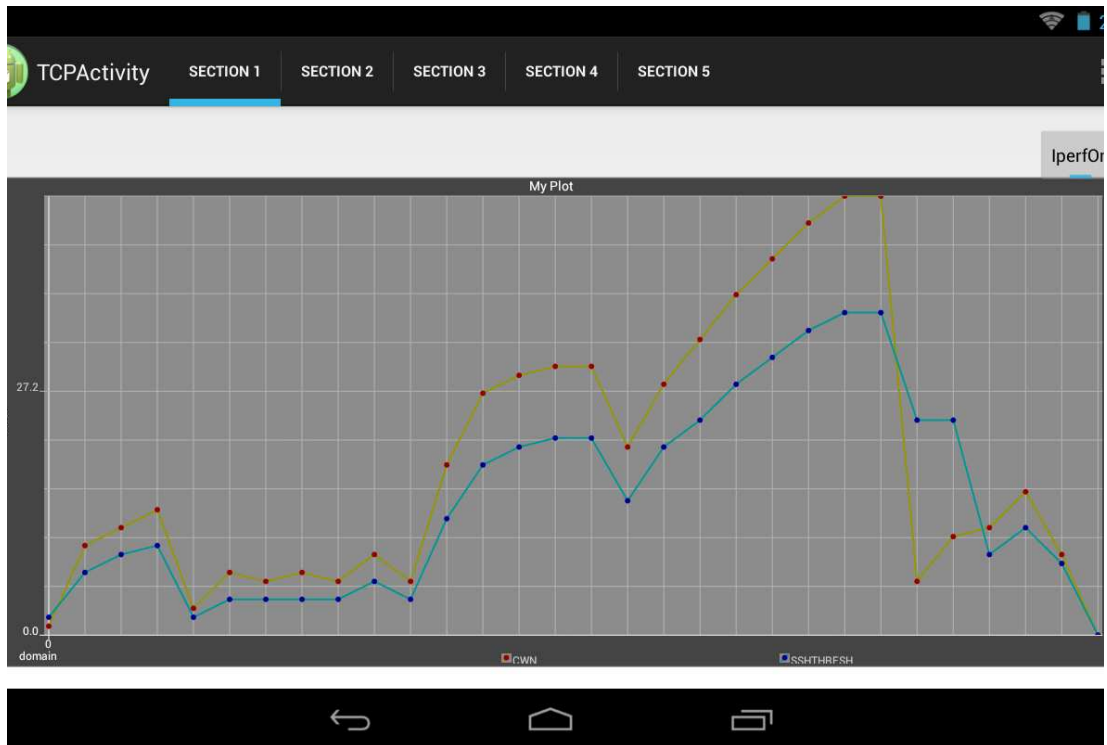 TCPActivity SECTION 1 SECTION 2 SECTION 3 SECTION 4 SECTION 5
My Plot
27.2
0.0
0
domain
CWN SSHTHRESH